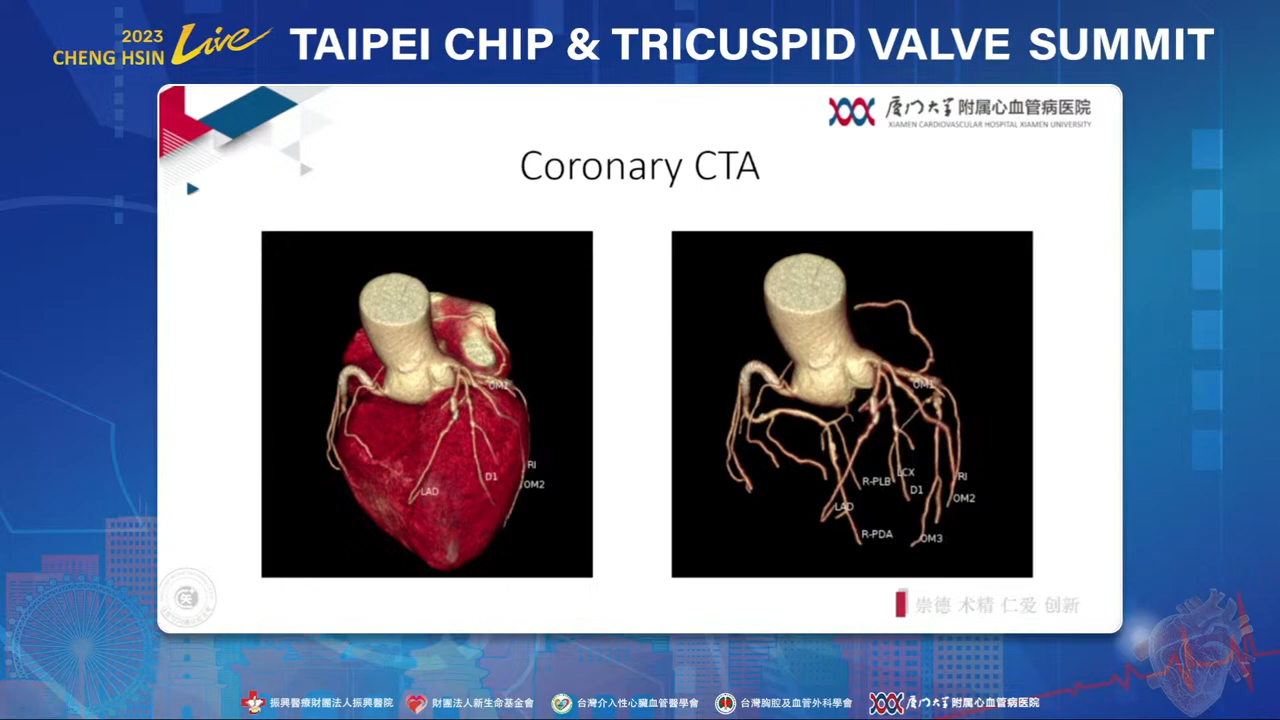 2023
CHENG HSIN Live
TAIPEI CHIP & TRICUSPID VALVE SUMMIT
厦门大学附属心血管病医院
XIAMEN CARDIOVASCULAR HOSPITAL XIAMEN UNIVERSITY
Coronary CTA
OM1
RI
D1
OM2
LAD
OM1
LCX
RI
R-PLB
D1
OM2
LAD
R-PDA
OM3
崇德 术精 仁爱 创新
振興醫療財團法人振興醫院
財團法人新生命基金會
台灣介入性心臟血管醫學會
台灣胸腔及血管外科學會
厦门大学附属心血管病医院